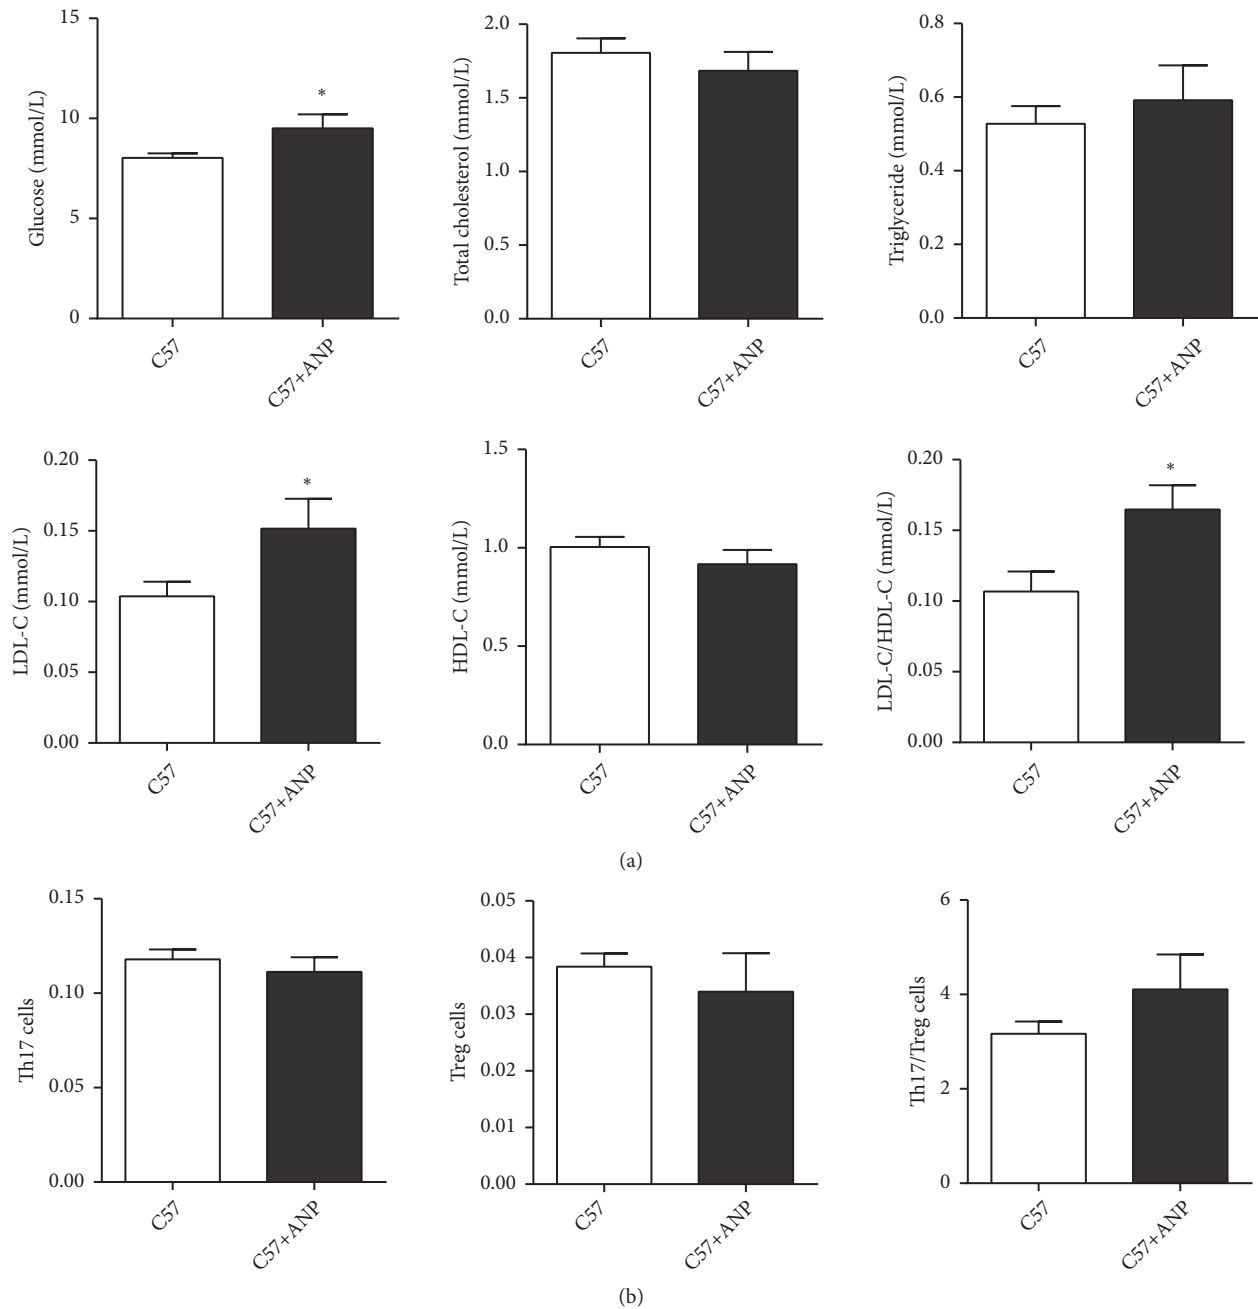 Glucose (mmol/L)
15
10
5
0
*
C57
C57+ANP
Total cholesterol (mmol/L)
2.0
1.5
1.0
0.5
0.0
C57
C57+ANP
Triglyceride (mmol/L)
0.8
0.6
0.4
0.2
0.0
C57
C57+ANP
LDL-C (mmol/L)
0.20
0.15
0.10
0.05
0.00
*
C57
C57+ANP
HDL-C (mmol/L)
1.5
1.0
0.5
0.0
C57
C57+ANP
LDL-C/HDL-C (mmol/L)
0.20
0.15
0.10
0.05
0.00
*
C57
C57+ANP
(a)
Th17 cells
0.15
0.10
0.05
0.00
C57
C57+ANP
Treg cells
0.05
0.04
0.03
0.02
0.01
0.00
C57
C57+ANP
Th17/Treg cells
6
4
2
0
C57
C57+ANP
(b)